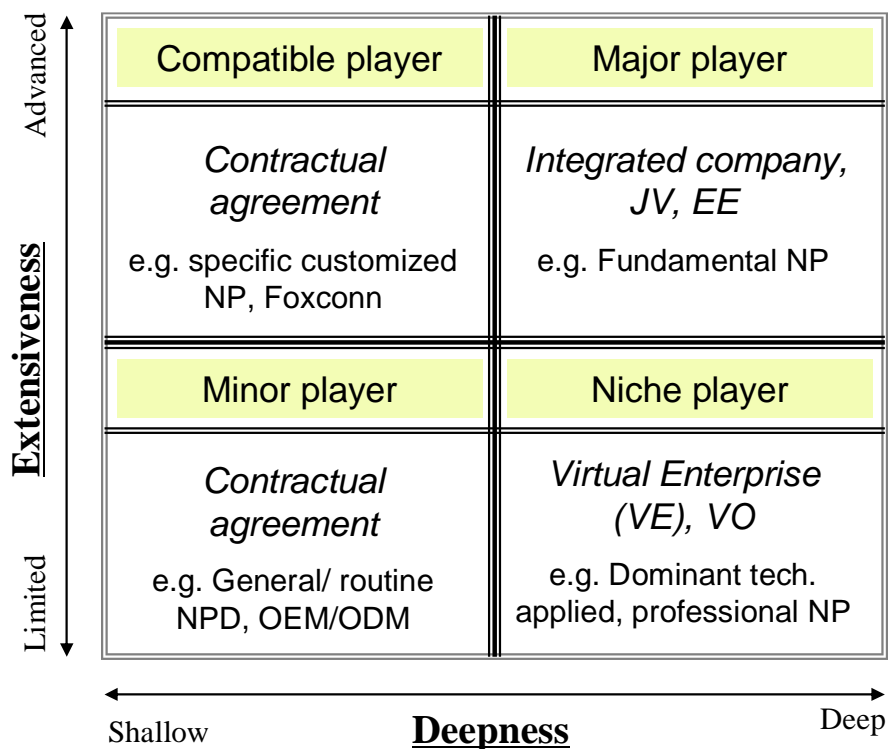 Advanced
Extensiveness
Limited
Compatible player
Contractual
agreement
e.g. specific customized
NP, Foxconn
Major player
Integrated company,
JV, EE
e.g. Fundamental NP
Minor player
Contractual
agreement
e.g. General/ routine
NPD, OEM/ODM
Niche player
Virtual Enterprise
(VE), VO
e.g. Dominant tech.
applied, professional NP
Shallow
Deepness
Deep